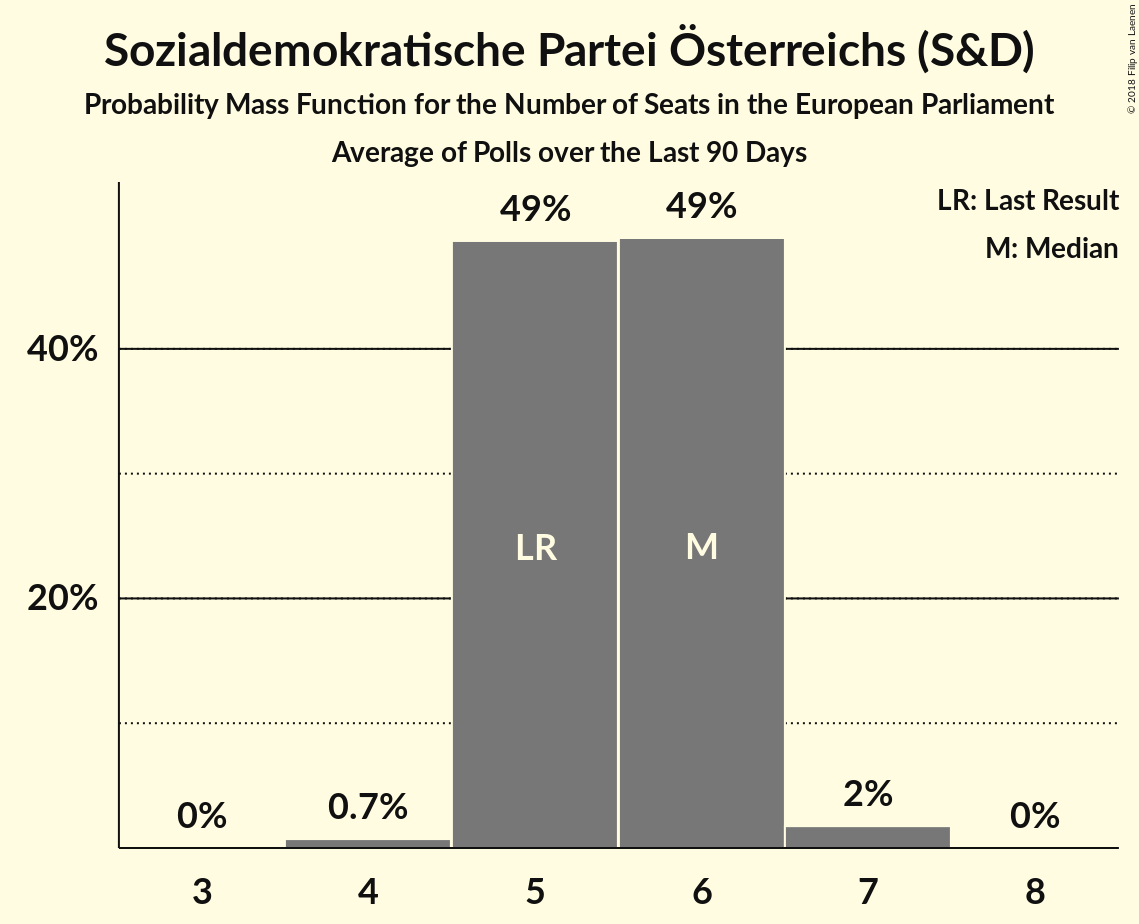 Sozialdemokratische Partei Österreichs (S&D)
Probability Mass Function for the Number of Seats in the European Parliament
Average of Polls over the Last 90 Days
© 2018 Filip van Laenen
LR: Last Result
M: Median
49%
49%
40%
LR
M
20%
0%
0.7%
2%
0%
3
4
5
6
7
8